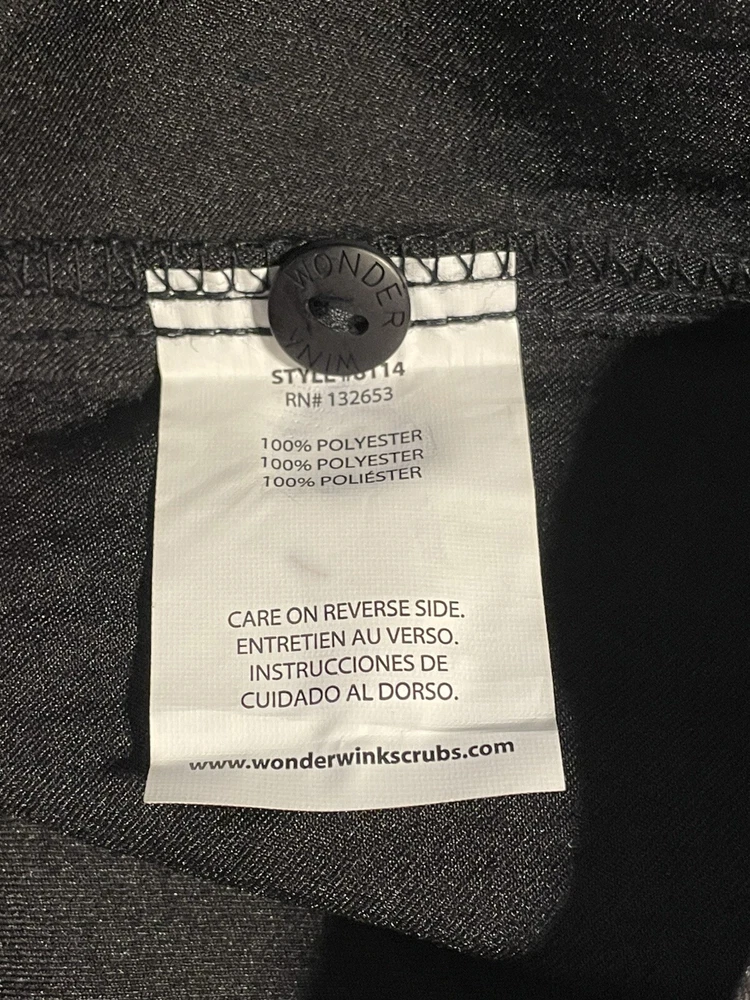 WONDER
WINK
RN# 132653
100% POLYESTER
100% POLYESTER
100% POLIÉSTER
CARE ON REVERSE SIDE.
ENTRETIEN AU VERSO.
INSTRUCCIONES DE
CUIDADO AL DORSO.
www.wonderwinkscrubs.com